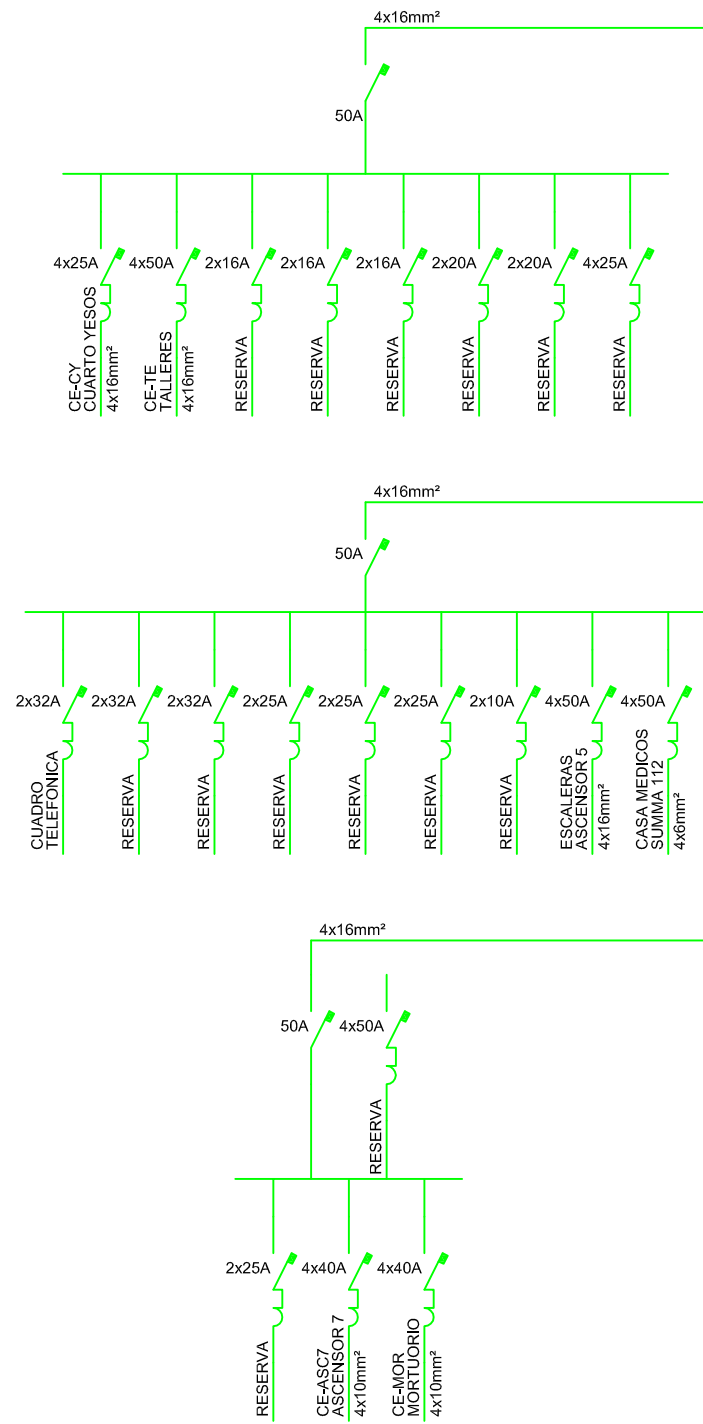 4x16mm²
50A
4x25A
4x50A
2x16A
2x16A
2x16A
2x20A
2x20A
4x25A
CE-CY
CUARTO YESOS
4x16mm²
CE-TE
TALLERES
4x16mm²
RESERVA
RESERVA
RESERVA
RESERVA
RESERVA
RESERVA
4x16mm²
50A
2x32A
2x32A
2x32A
2x25A
2x25A
2x25A
2x10A
4x50A
4x50A
CUADRO
TELEFONICA
RESERVA
RESERVA
RESERVA
RESERVA
RESERVA
RESERVA
ESCALERAS
ASCENSOR 5
4x16mm²
CASA MEDICOS
SUMMA 112
4x6mm²
4x16mm²
50A
4x50A
RESERVA
2x25A
4x40A
4x40A
RESERVA
CE-ASC7
ASCENSOR 7
4x10mm²
CE-MOR
MORTUORIO
4x10mm²